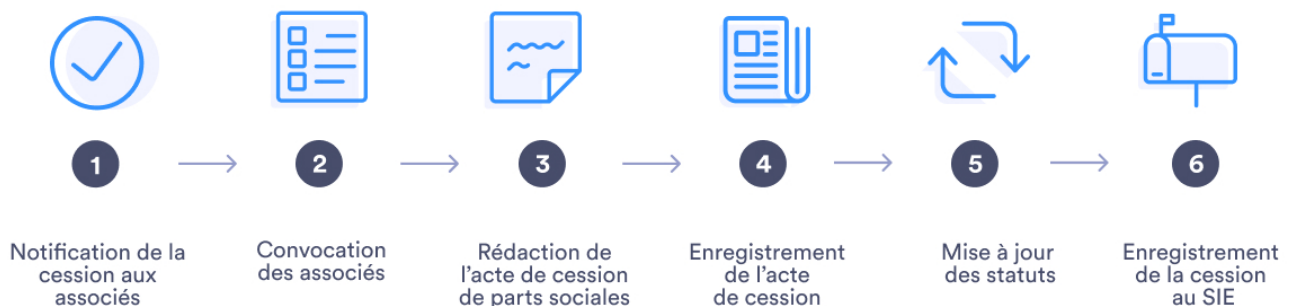 1
2
3
4
5
6
Notification de la
cession aux
associés
Convocation
des associés
Rédaction de
l'acte de cession
de parts sociales
Enregistrement
de l'acte
de cession
Mise à jour
des statuts
Enregistrement
de la cession
au SIE